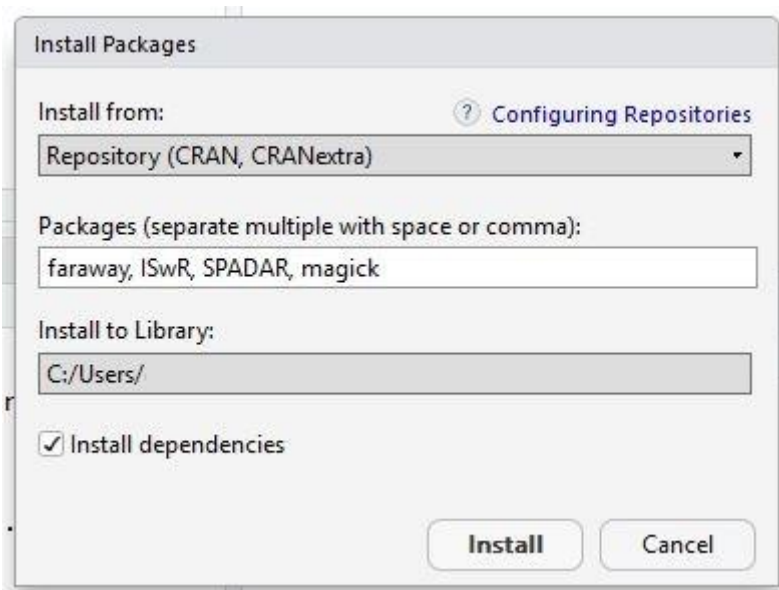 Install Packages
Install from:
? Configuring Repositories
Repository (CRAN, CRANextra)
Packages (separate multiple with space or comma):
faraway, ISwR, SPADAR, magick
Install to Library:
C:/Users/
Install dependencies
Install
Cancel